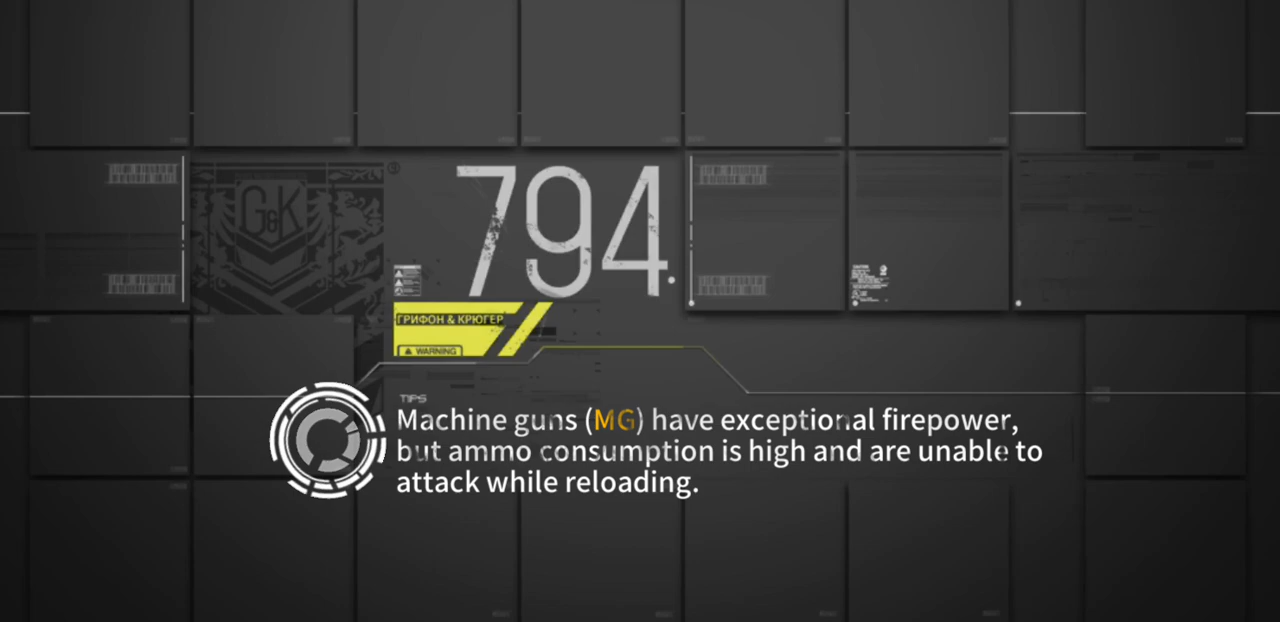 G&K
794.
ГРИФОН & КРЮГЕР
WARNING
TIPS
Machine guns (MG) have exceptional firepower,
but ammo consumption is high and are unable to
attack while reloading.